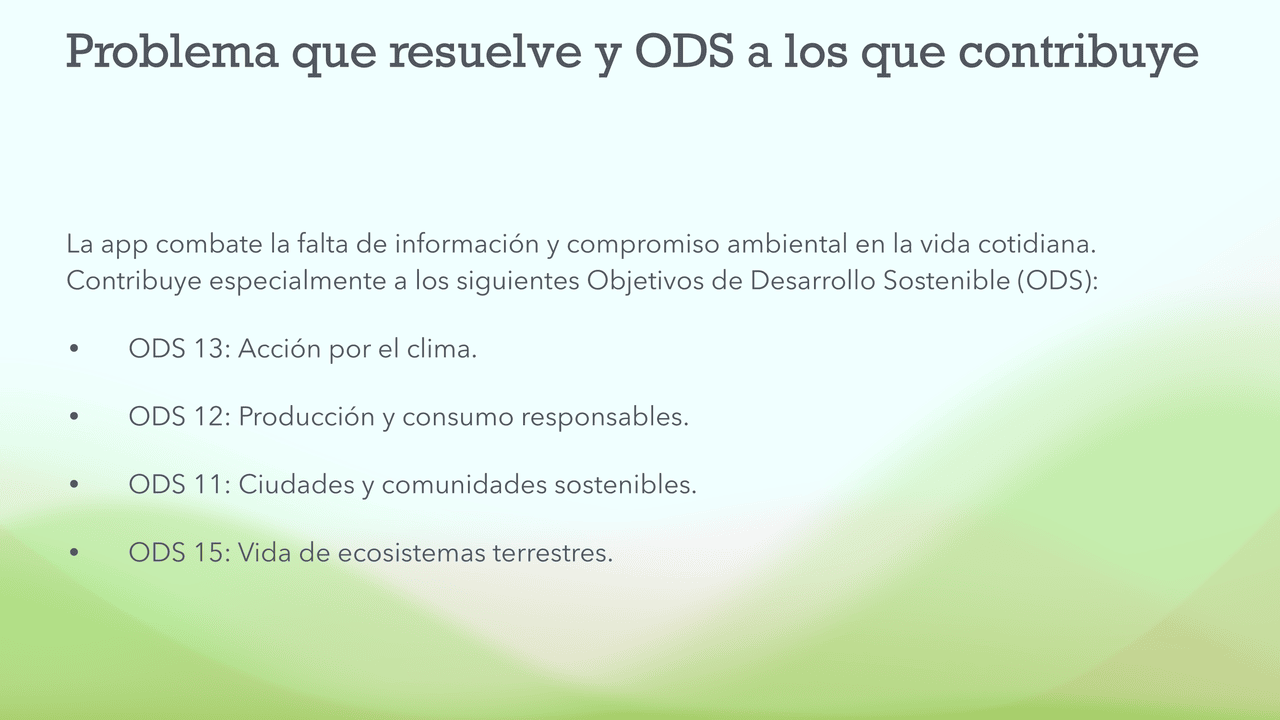 Problema que resuelve y ODS a los que contribuye
La app combate la falta de información y compromiso ambiental en la vida cotidiana.
Contribuye especialmente a los siguientes Objetivos de Desarrollo Sostenible (ODS):
• ODS 13: Acción por el clima.
• ODS 12: Producción y consumo responsables.
• ODS 11: Ciudades y comunidades sostenibles.
• ODS 15: Vida de ecosistemas terrestres.